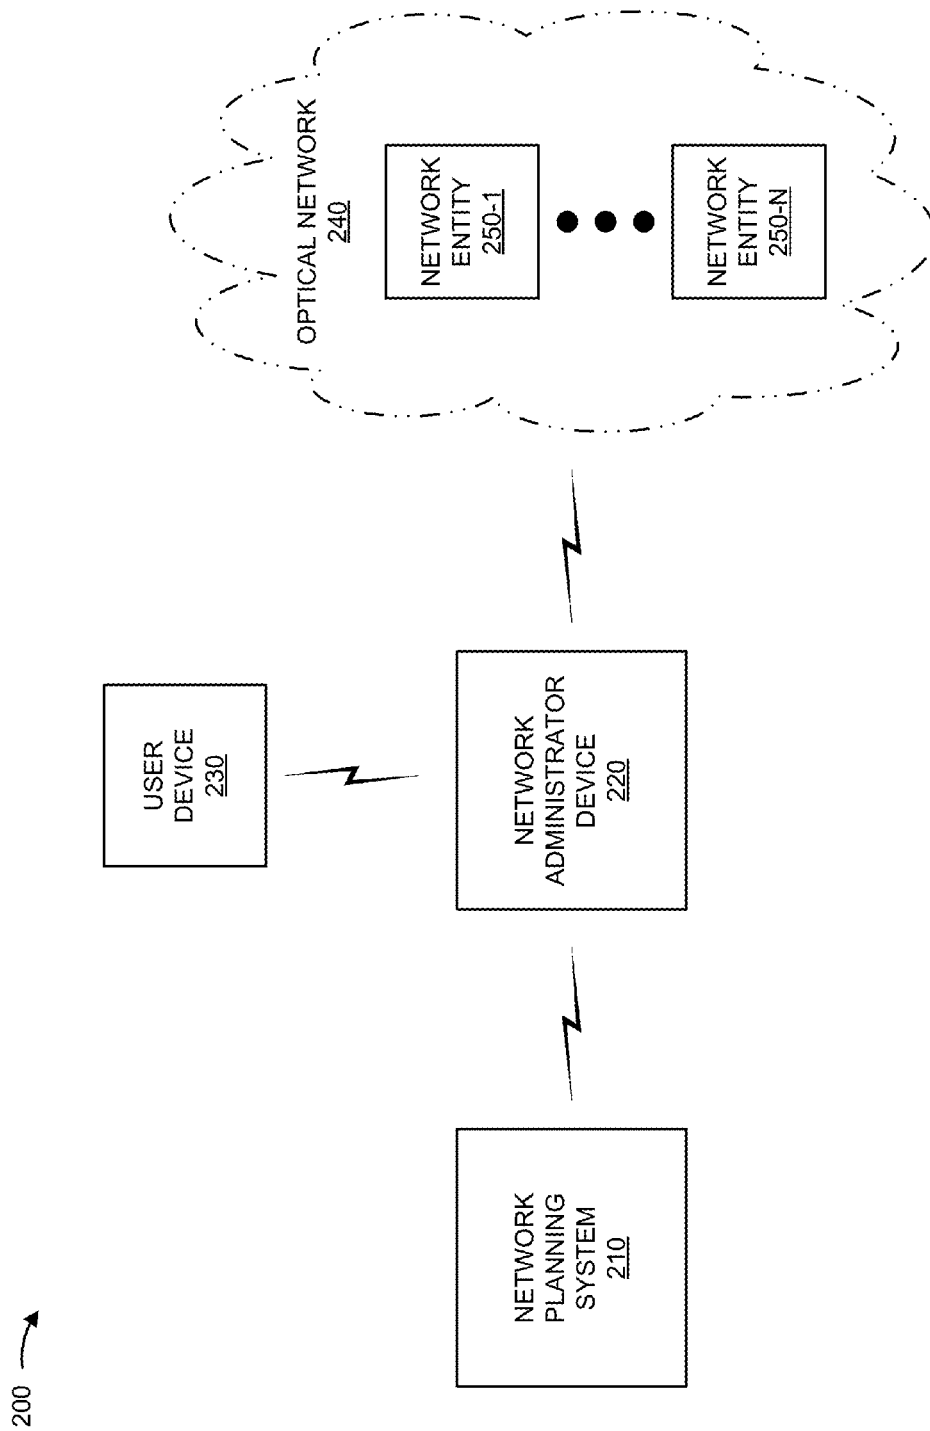 200
NETWORK
PLANNING
SYSTEM
210
USER
DEVICE
230
NETWORK
ADMINISTRATOR
DEVICE
220
OPTICAL NETWORK
240
NETWORK
ENTITY
250-1
NETWORK
ENTITY
250-N